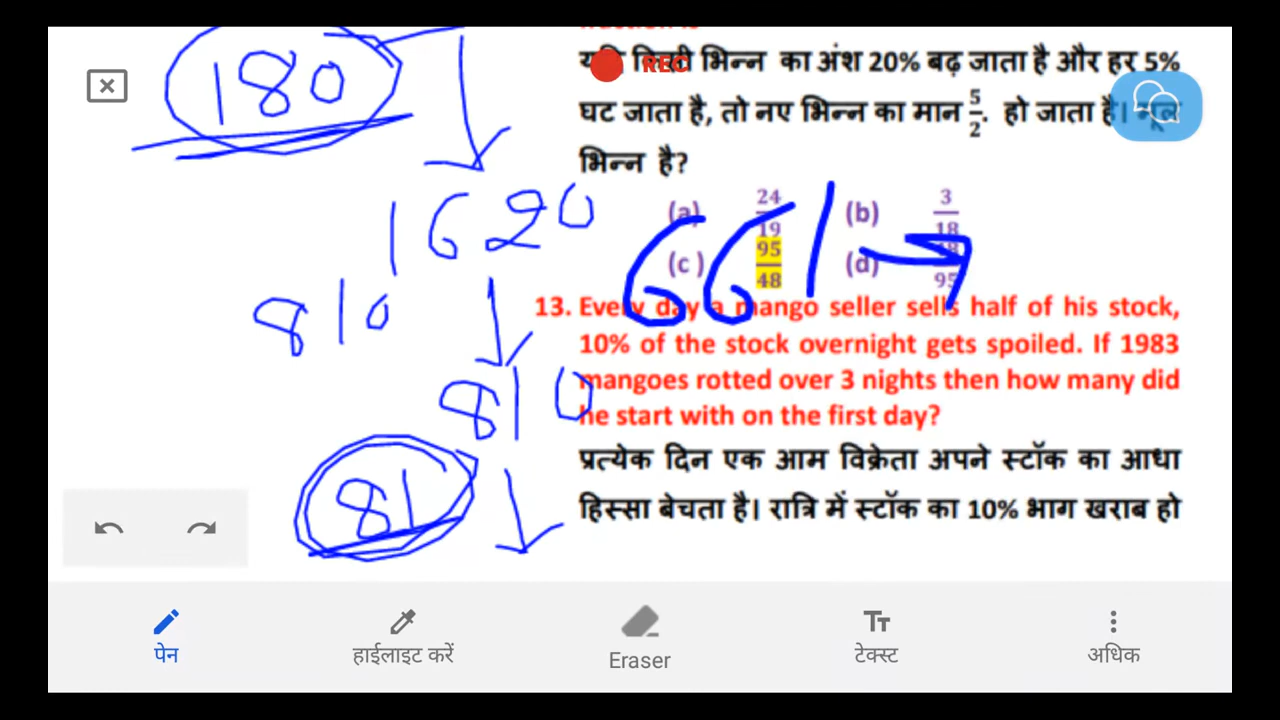 REC
यदि किसी भिन्न का अंश 20% बढ़ जाता है और हर 5%
घट जाता है, तो नए भिन्न का मान 5/2. हो जाता है। मूल
भिन्न है?
(a) 24/19 (b) 3/18
(c) 95/48 (d) 48/95
13. Every day a mango seller sells half of his stock,
10% of the stock overnight gets spoiled. If 1983
mangoes rotted over 3 nights then how many did
he start with on the first day?
प्रत्येक दिन एक आम विक्रेता अपने स्टॉक का आधा
हिस्सा बेचता है। रात्रि में स्टॉक का 10% भाग खराब हो
180
1620
810
810
81
661
पेन
हाईलाइट करें
Eraser
Tт
टेक्स्ट
अधिक